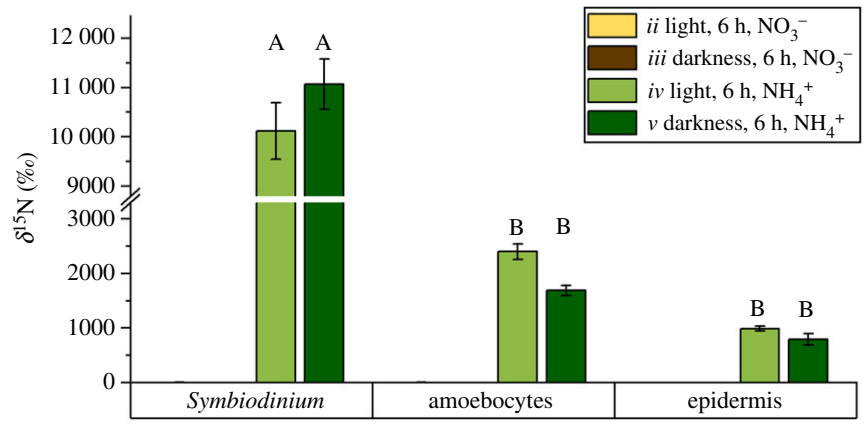 12 000
11 000
10 000
9000
3000
2000
1000
0
δ¹⁵N (‰)
A A
B B
B B
ii light, 6 h, NO₃⁻
iii darkness, 6 h, NO₃⁻
iv light, 6 h, NH₄⁺
v darkness, 6 h, NH₄⁺
Symbiodinium amoebocytes epidermis